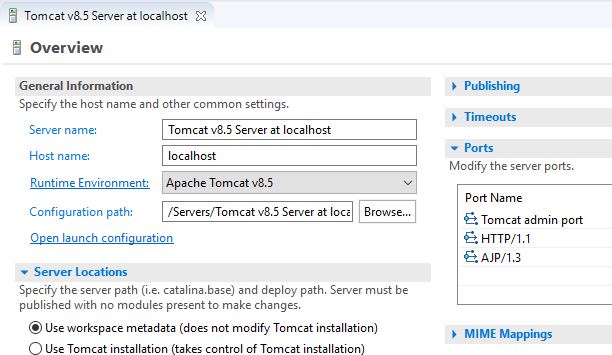 Tomcat v8.5 Server at localhost
Overview
General Information
Specify the host name and other common settings.
Server name:
Tomcat v8.5 Server at localhost
Host name:
localhost
Runtime Environment:
Apache Tomcat v8.5
Configuration path:
/Servers/Tomcat v8.5 Server at loca
Browse...
Open launch configuration
Server Locations
Specify the server path (i.e. catalina.base) and deploy path. Server must be
published with no modules present to make changes.
Use workspace metadata (does not modify Tomcat installation)
Use Tomcat installation (takes control of Tomcat installation)
Publishing
Timeouts
Ports
Modify the server ports.
Port Name
Tomcat admin port
HTTP/1.1
AJP/1.3
MIME Mappings